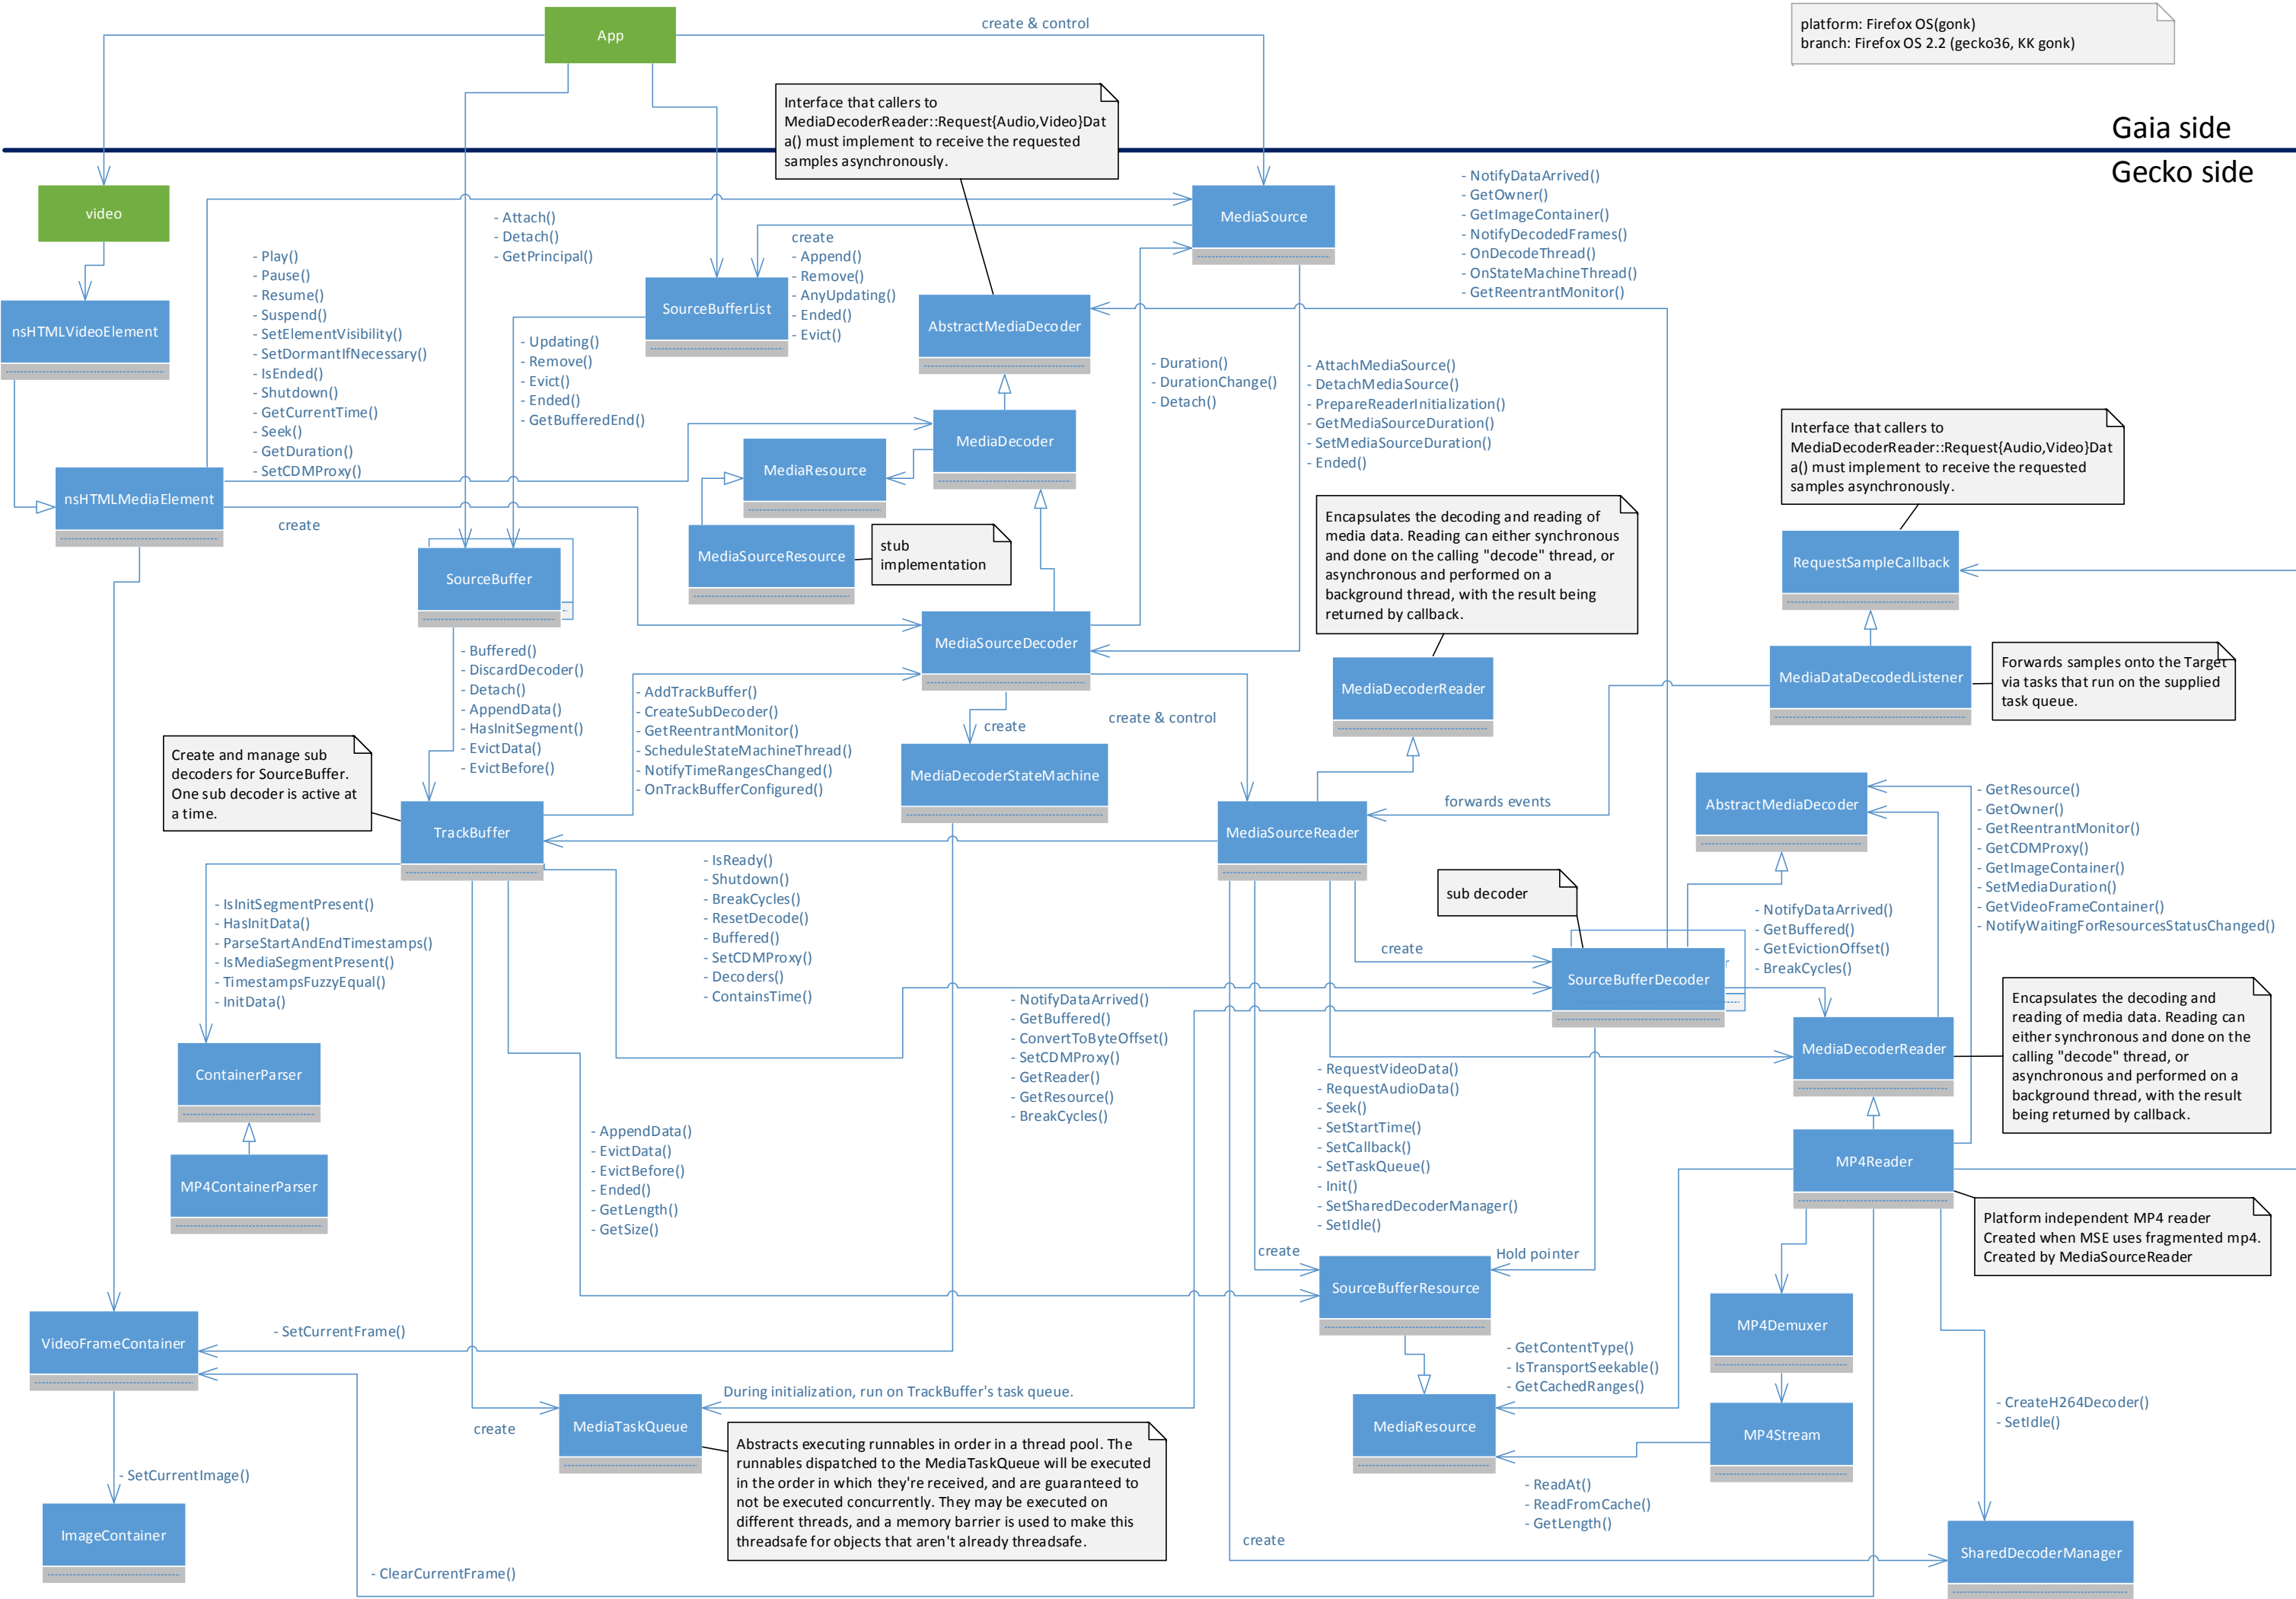 App
create & control
platform: Firefox OS(gonk)
branch: Firefox OS 2.2 (gecko36, KK gonk)
Interface that callers to
MediaDecoderReader::Request{Audio,Video}Dat
a() must implement to receive the requested
samples asynchronously.
Gaia side
Gecko side
video
- Attach()
- Detach()
- GetPrincipal()
MediaSource
- NotifyDataArrived()
- GetOwner()
- GetImageContainer()
- NotifyDecodedFrames()
- OnDecodeThread()
- OnStateMachineThread()
- GetReentrantMonitor()
create
- Append()
- Remove()
- AnyUpdating()
- Ended()
- Evict()
- Play()
- Pause()
- Resume()
- Suspend()
- SetElementVisibility()
- SetDormantIfNecessary()
- IsEnded()
- Shutdown()
- GetCurrentTime()
- Seek()
- GetDuration()
- SetCDMProxy()
nsHTMLVideoElement
SourceBufferList
AbstractMediaDecoder
- Updating()
- Remove()
- Evict()
- Ended()
- GetBufferedEnd()
- Duration()
- DurationChange()
- Detach()
- AttachMediaSource()
- DetachMediaSource()
- PrepareReaderInitialization()
- GetMediaSourceDuration()
- SetMediaSourceDuration()
- Ended()
MediaDecoder
MediaResource
nsHTMLMediaElement
create
Interface that callers to
MediaDecoderReader::Request{Audio,Video}Dat
a() must implement to receive the requested
samples asynchronously.
Encapsulates the decoding and reading of
media data. Reading can either synchronous
and done on the calling "decode" thread, or
asynchronous and performed on a
background thread, with the result being
returned by callback.
MediaSourceResource
stub
implementation
SourceBuffer
RequestSampleCallback
MediaSourceDecoder
- Buffered()
- DiscardDecoder()
- Detach()
- AppendData()
- HasInitSegment()
- EvictData()
- EvictBefore()
- AddTrackBuffer()
- CreateSubDecoder()
- GetReentrantMonitor()
- ScheduleStateMachineThread()
- NotifyTimeRangesChanged()
- OnTrackBufferConfigured()
create
create & control
MediaDecoderReader
MediaDataDecodedListener
Forwards samples onto the Target
via tasks that run on the supplied
task queue.
Create and manage sub
decoders for SourceBuffer.
One sub decoder is active at
a time.
MediaDecoderStateMachine
TrackBuffer
MediaSourceReader
forwards events
AbstractMediaDecoder
- GetResource()
- GetOwner()
- GetReentrantMonitor()
- GetCDMProxy()
- GetImageContainer()
- SetMediaDuration()
- GetVideoFrameContainer()
- NotifyWaitingForResourcesStatusChanged()
- IsReady()
- Shutdown()
- BreakCycles()
- ResetDecode()
- Buffered()
- SetCDMProxy()
- Decoders()
- ContainsTime()
- IsInitSegmentPresent()
- HasInitData()
- ParseStartAndEndTimestamps()
- IsMediaSegmentPresent()
- TimestampsFuzzyEqual()
- InitData()
sub decoder
create
SourceBufferDecoder
- NotifyDataArrived()
- GetBuffered()
- GetEvictionOffset()
- BreakCycles()
- NotifyDataArrived()
- GetBuffered()
- ConvertToByteOffset()
- SetCDMProxy()
- GetReader()
- GetResource()
- BreakCycles()
MediaDecoderReader
Encapsulates the decoding and
reading of media data. Reading can
either synchronous and done on the
calling "decode" thread, or
asynchronous and performed on a
background thread, with the result
being returned by callback.
ContainerParser
- RequestVideoData()
- RequestAudioData()
- Seek()
- SetStartTime()
- SetCallback()
- SetTaskQueue()
- Init()
- SetSharedDecoderManager()
- SetIdle()
- AppendData()
- EvictData()
- EvictBefore()
- Ended()
- GetLength()
- GetSize()
MP4ContainerParser
MP4Reader
Platform independent MP4 reader
Created when MSE uses fragmented mp4.
Created by MediaSourceReader
create
Hold pointer
SourceBufferResource
MP4Demuxer
VideoFrameContainer
- SetCurrentFrame()
- GetContentType()
- IsTransportSeekable()
- GetCachedRanges()
During initialization, run on TrackBuffer's task queue.
create
MediaTaskQueue
MediaResource
MP4Stream
- CreateH264Decoder()
- SetIdle()
Abstracts executing runnables in order in a thread pool. The
runnables dispatched to the MediaTaskQueue will be executed
in the order in which they're received, and are guaranteed to
not be executed concurrently. They may be executed on
different threads, and a memory barrier is used to make this
threadsafe for objects that aren't already threadsafe.
- SetCurrentImage()
- ReadAt()
- ReadFromCache()
- GetLength()
ImageContainer
create
SharedDecoderManager
- ClearCurrentFrame()